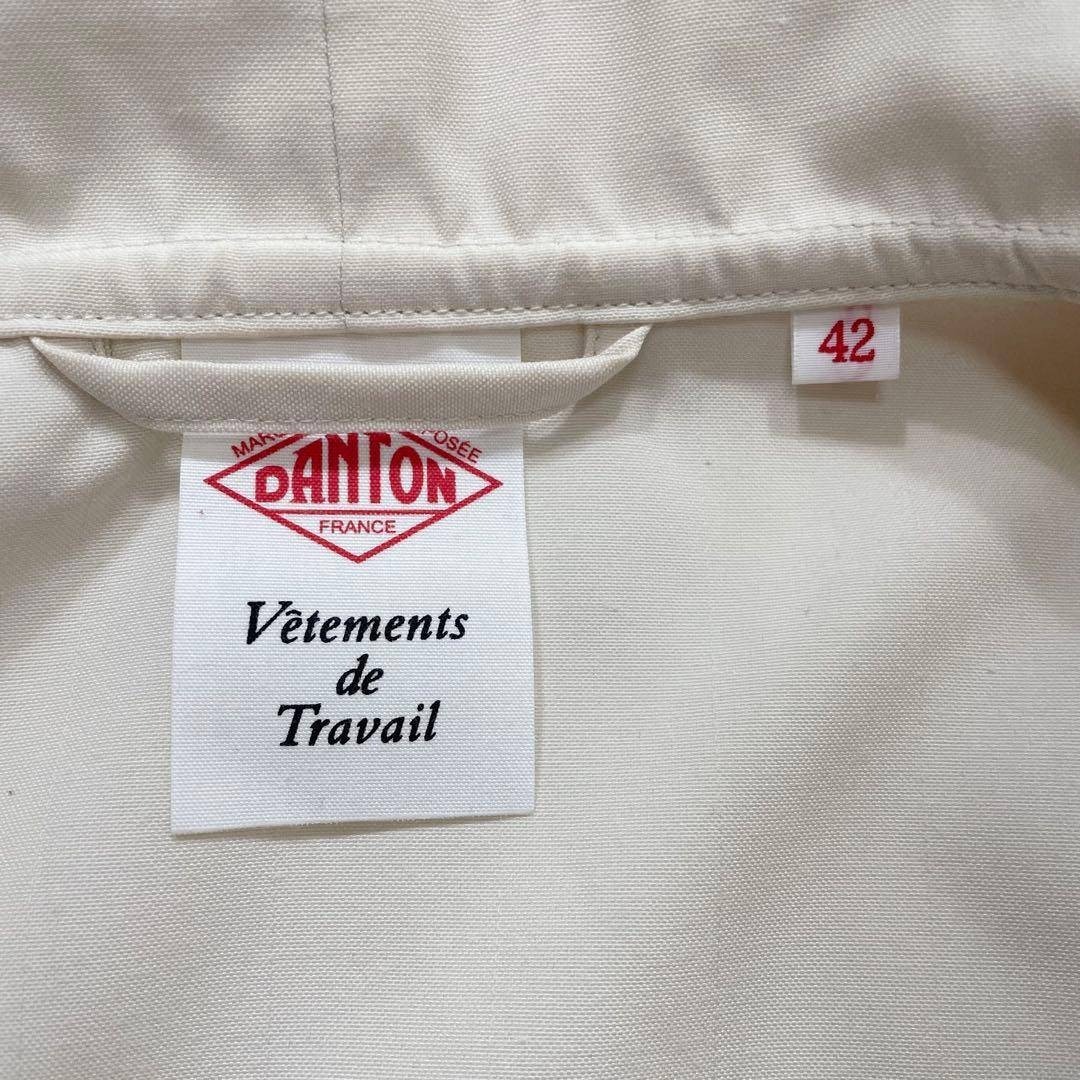 42
DANTON
FRANCE
Vêtements
de
Travail